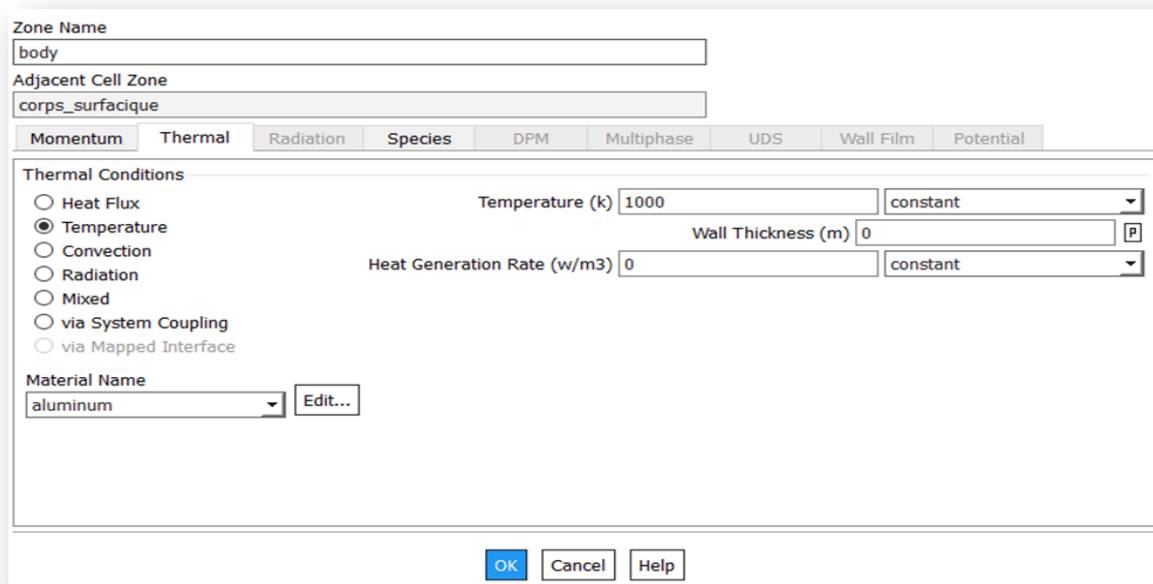 Zone Name
body
Adjacent Cell Zone
corps_surfacique
Momentum Thermal Radiation Species DPM Multiphase UDS Wall Film Potential
Thermal Conditions
Heat Flux Temperature (k) 1000 constant
Temperature Wall Thickness (m) 0 P
Convection Heat Generation Rate (w/m3) 0 constant
Radiation
Mixed
via System Coupling
via Mapped Interface
Material Name
aluminum Edit...
OK Cancel Help